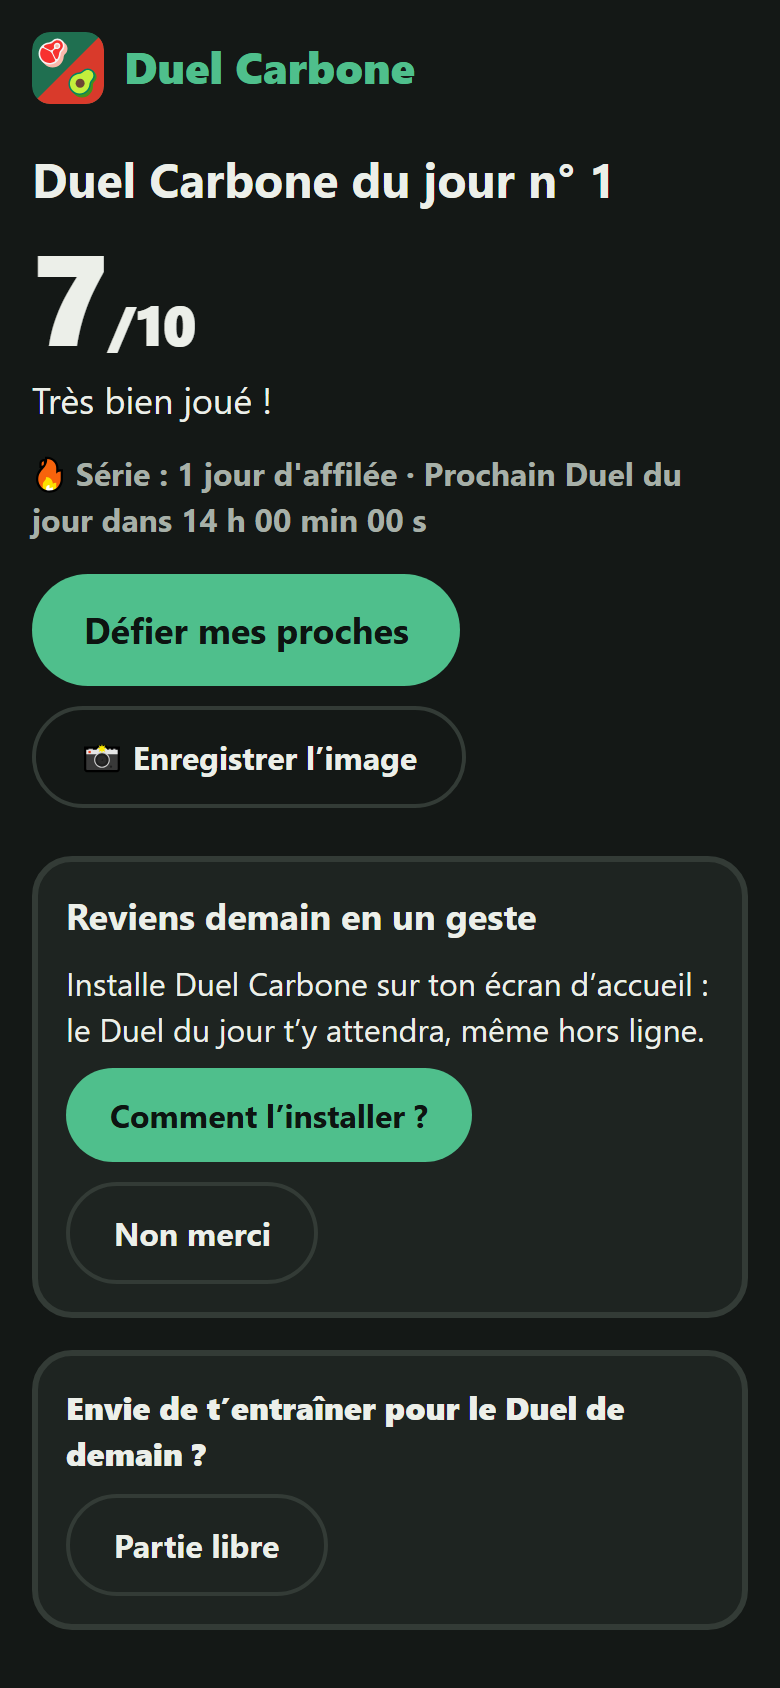 Duel Carbone
Duel Carbone du jour n° 1
7/10
Très bien joué !
🔥 Série : 1 jour d'affilée · Prochain Duel du
jour dans 14 h 00 min 00 s
Défier mes proches
📸 Enregistrer l’image
Reviens demain en un geste
Installe Duel Carbone sur ton écran d’accueil :
le Duel du jour t’y attendra, même hors ligne.
Comment l’installer ?
Non merci
Envie de t’entraîner pour le Duel de
demain ?
Partie libre